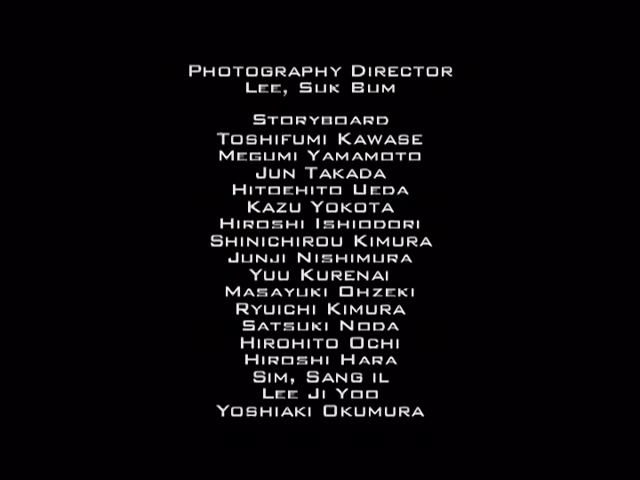 Photography Director
Lee, Suk Bum
Storyboard
Toshifumi Kawase
Megumi Yamamoto
Jun Takada
Hitoehito Ueda
Kazu Yokota
Hiroshi Ishiodori
Shinichirou Kimura
Junji Nishimura
Yuu Kurenai
Masayuki Ohzeki
Ryuichi Kimura
Satsuki Noda
Hirohito Ochi
Hiroshi Hara
Sim, Sang il
Lee Ji Yoo
Yoshiaki Okumura